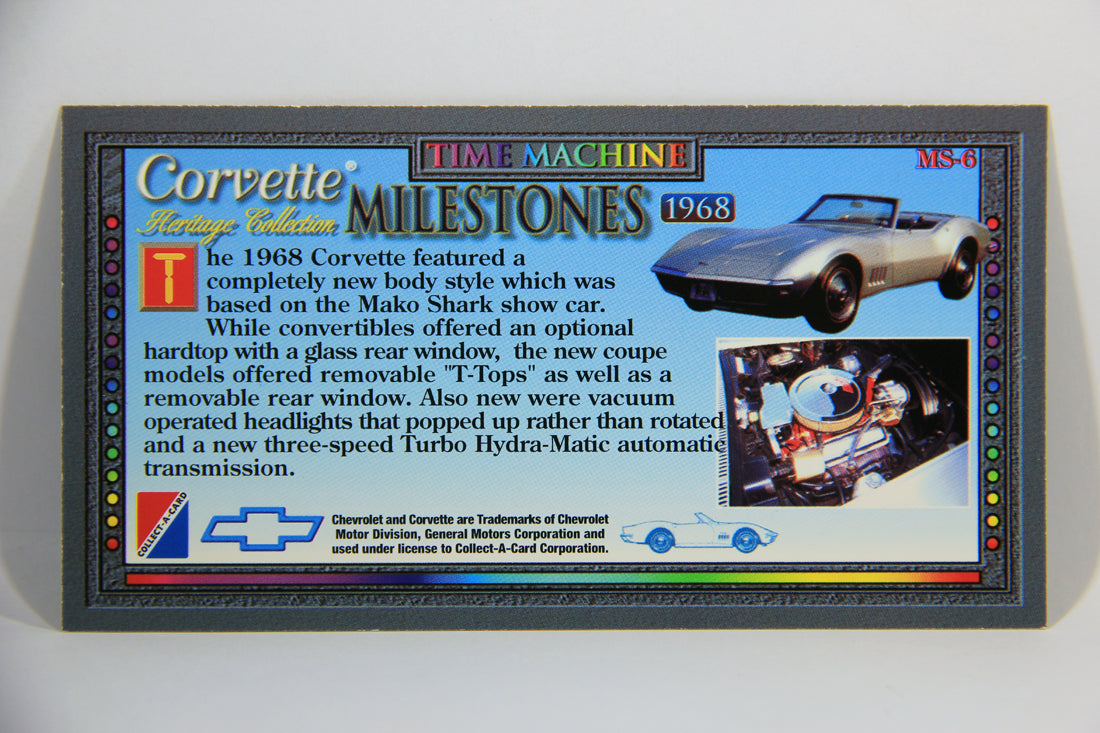 TIME MACHINE
MS-6
Corvette®
Heritage Collection
MILESTONES
1968
The 1968 Corvette featured a
completely new body style which was
based on the Mako Shark show car.
While convertibles offered an optional
hardtop with a glass rear window, the new coupe
models offered removable "T-Tops" as well as a
removable rear window. Also new were vacuum
operated headlights that popped up rather than rotated
and a new three-speed Turbo Hydra-Matic automatic
transmission.
COLLECT-A-CARD
Chevrolet and Corvette are Trademarks of Chevrolet
Motor Division, General Motors Corporation and
used under license to Collect-A-Card Corporation.